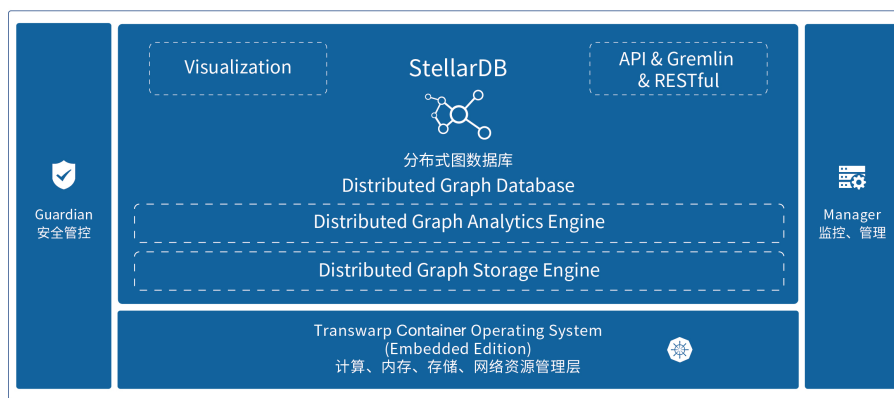 Guardian
安全管控
Visualization
StellarDB
API & Gremlin
& RESTful
分布式图数据库
Distributed Graph Database
Distributed Graph Analytics Engine
Distributed Graph Storage Engine
Transwarp Container Operating System
(Embedded Edition)
计算、内存、存储、网络资源管理层
Manager
监控、管理